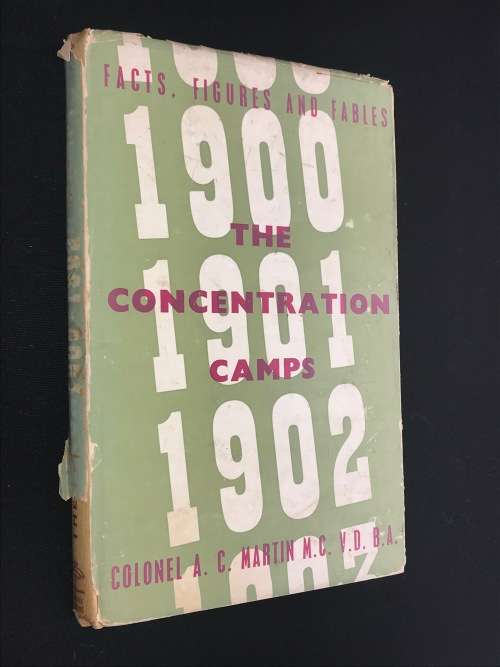 FACTS, FIGURES AND FABLES
1900
THE
1901
CONCENTRATION
CAMPS
1902
COLONEL A. C. MARTIN M.C. V.D. B.A.